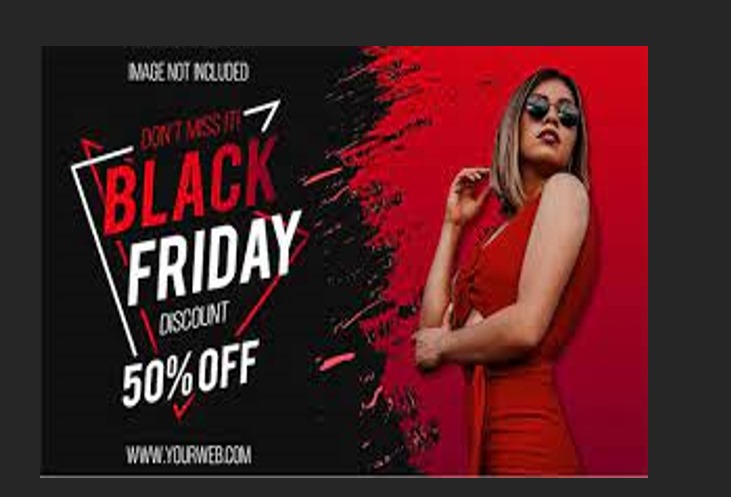 IMAGE NOT INCLUDED
DON'T MISS IT!
BLACK
FRIDAY
DISCOUNT
50% OFF
WWW.YOURWEB.COM